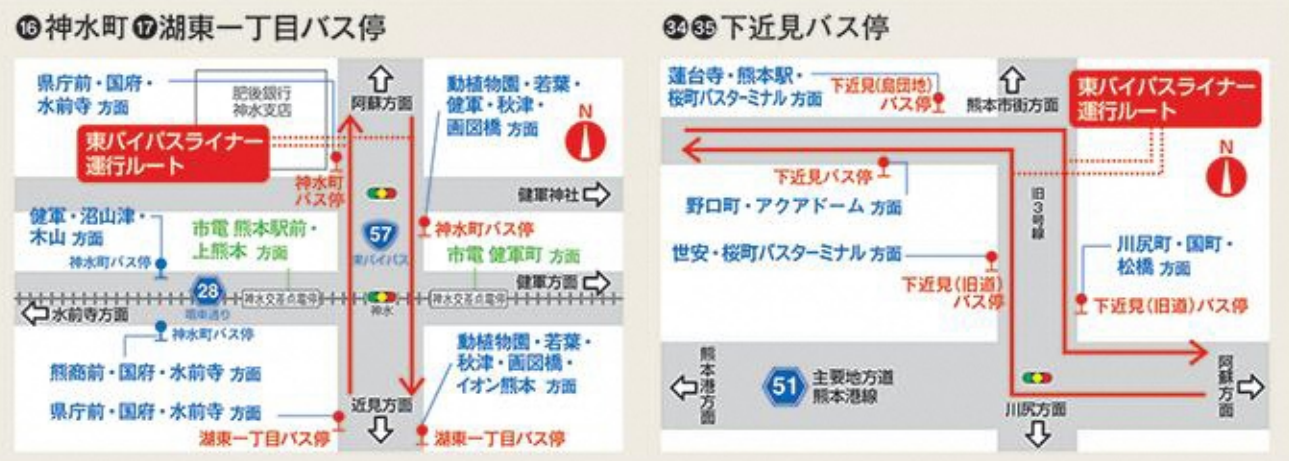 ⓰神水町⓱湖東一丁目バス停
県庁前・国府・
水前寺 方面
肥後銀行
神水支店
阿蘇方面
動植物園・若葉・
健軍・秋津・
画図橋 方面
N
東バイパスライナー
運行ルート
神水町
バス停
健軍神社
健軍・沼山津・
木山 方面
神水町バス停
市電 熊本駅前・
上熊本 方面
57
東バイパス
神水町バス停
市電 健軍町 方面
28
電車通り
神水交差点電停
神水
神水交差点電停
健軍方面
水前寺方面
神水町バス停
熊商前・国府・水前寺 方面
県庁前・国府・水前寺 方面
湖東一丁目バス停
近見方面
動植物園・若葉・
秋津・画図橋・
イオン熊本 方面
湖東一丁目バス停
㉞㉟下近見バス停
蓮台寺・熊本駅・
桜町バスターミナル 方面
下近見(島団地)
バス停
熊本市街方面
東バイパスライナー
運行ルート
N
下近見バス停
野口町・アクアドーム 方面
旧3号線
世安・桜町バスターミナル 方面
下近見(旧道)
バス停
川尻町・国町・
松橋 方面
下近見(旧道)バス停
熊本港方面
51
主要地方道
熊本港線
川尻方面
阿蘇方面